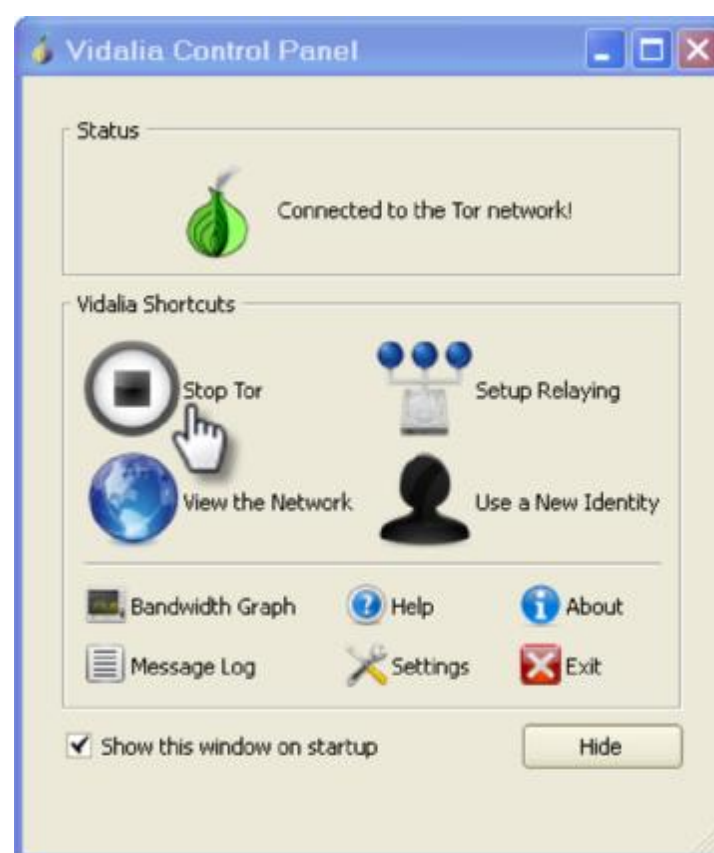 Vidalia Control Panel
Status
Connected to the Tor network!
Vidalia Shortcuts
Stop Tor
Setup Relaying
View the Network
Use a New Identity
Bandwidth Graph
Help
About
Message Log
Settings
Exit
Show this window on startup
Hide